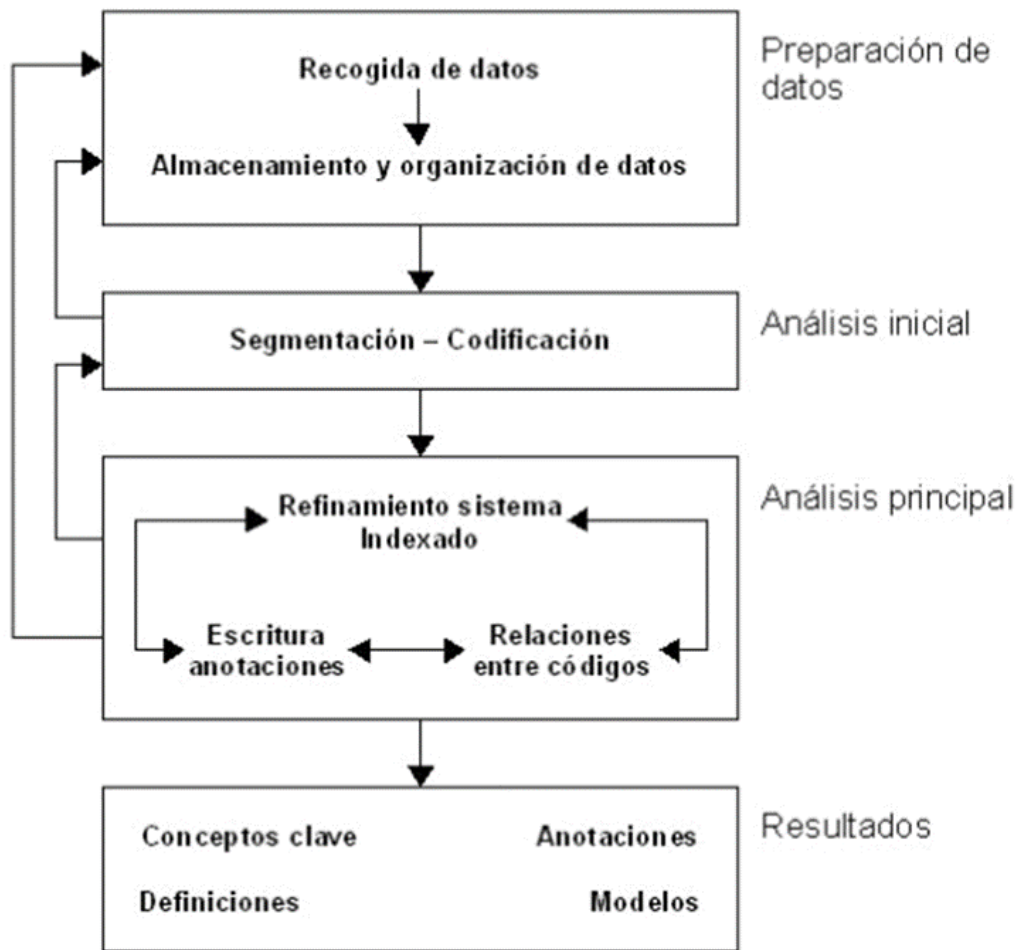 Preparación de
datos
Recogida de datos
Almacenamiento y organización de datos
Análisis inicial
Segmentación – Codificación
Análisis principal
Refinamiento sistema
Indexado
Escritura
anotaciones
Relaciones
entre códigos
Resultados
Conceptos clave
Anotaciones
Definiciones
Modelos